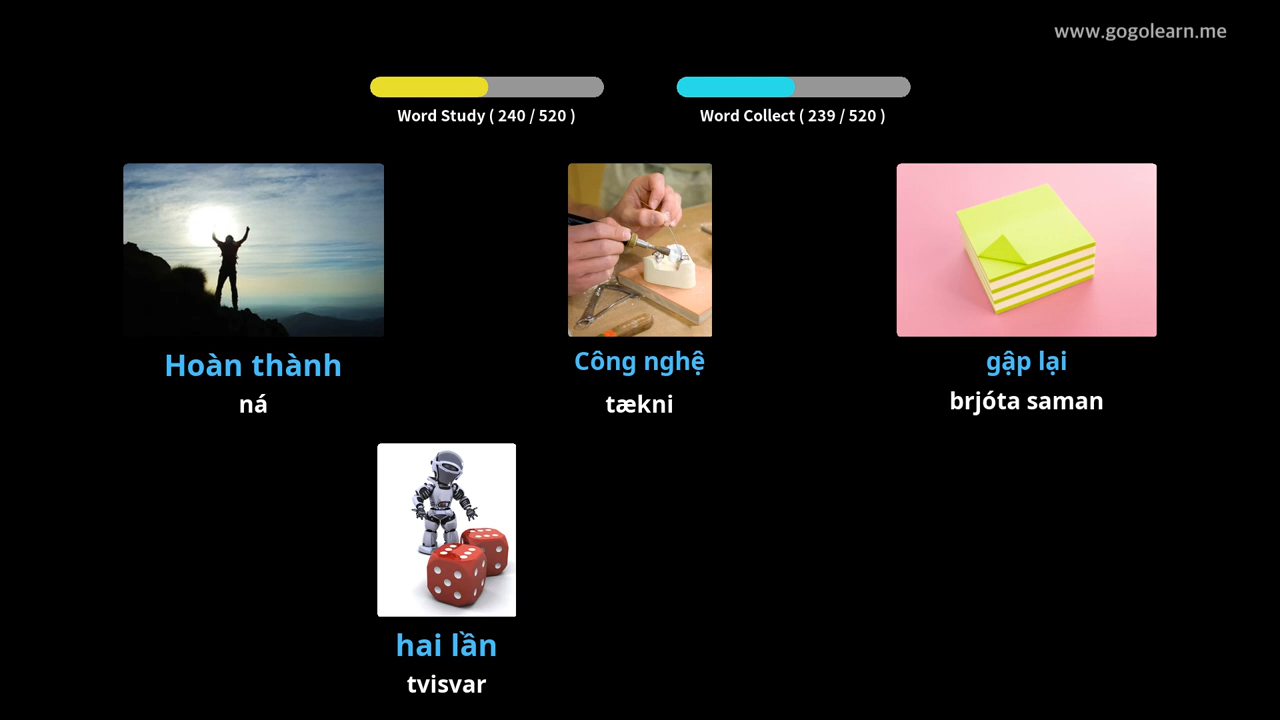 www.gogolearn.me
Word Study ( 240 / 520 )
Word Collect ( 239 / 520 )
Hoàn thành
ná
Công nghệ
tækni
gập lại
brjóta saman
hai lần
tvisvar